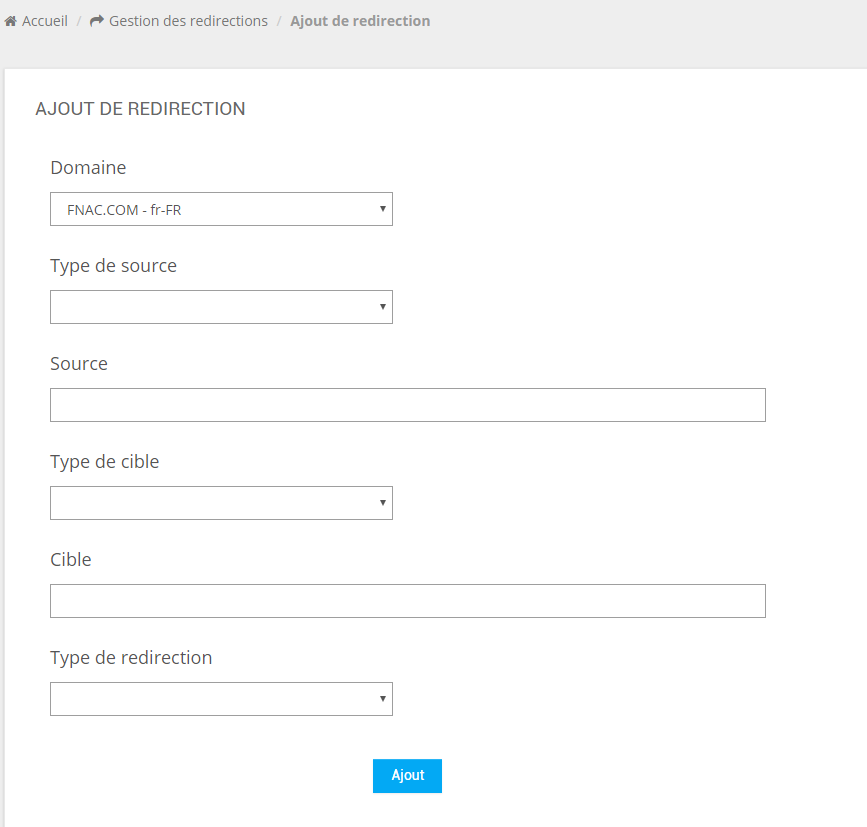 Accueil / Gestion des redirections / Ajout de redirection
AJOUT DE REDIRECTION
Domaine
FNAC.COM - fr-FR
Type de source
Source
Type de cible
Cible
Type de redirection
Ajout